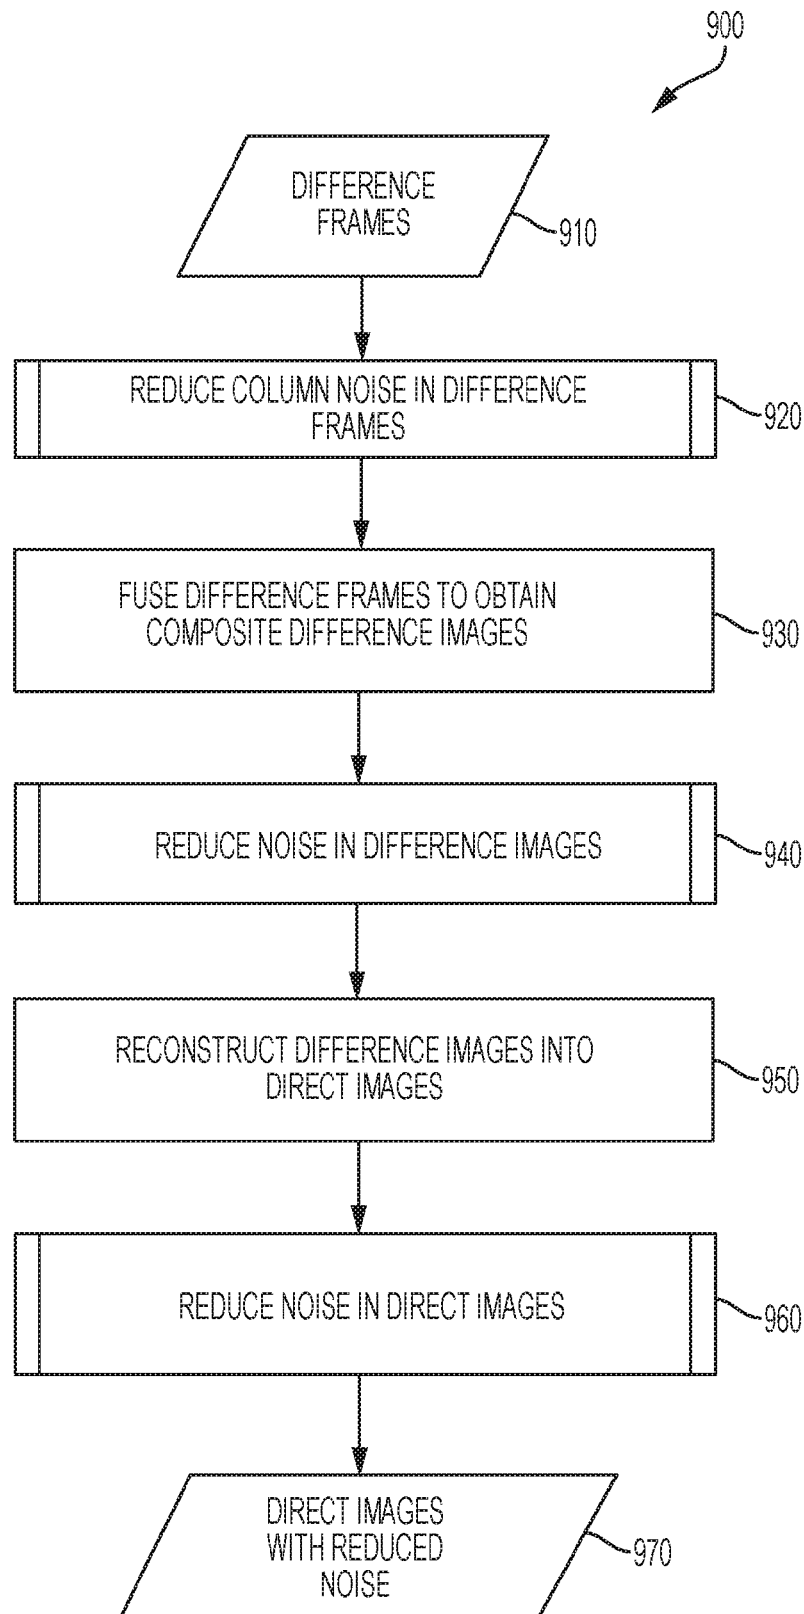 900
DIFFERENCE
FRAMES
910
REDUCE COLUMN NOISE IN DIFFERENCE
FRAMES
920
FUSE DIFFERENCE FRAMES TO OBTAIN
COMPOSITE DIFFERENCE IMAGES
930
REDUCE NOISE IN DIFFERENCE IMAGES
940
RECONSTRUCT DIFFERENCE IMAGES INTO
DIRECT IMAGES
950
REDUCE NOISE IN DIRECT IMAGES
960
DIRECT IMAGES
WITH REDUCED
NOISE
970